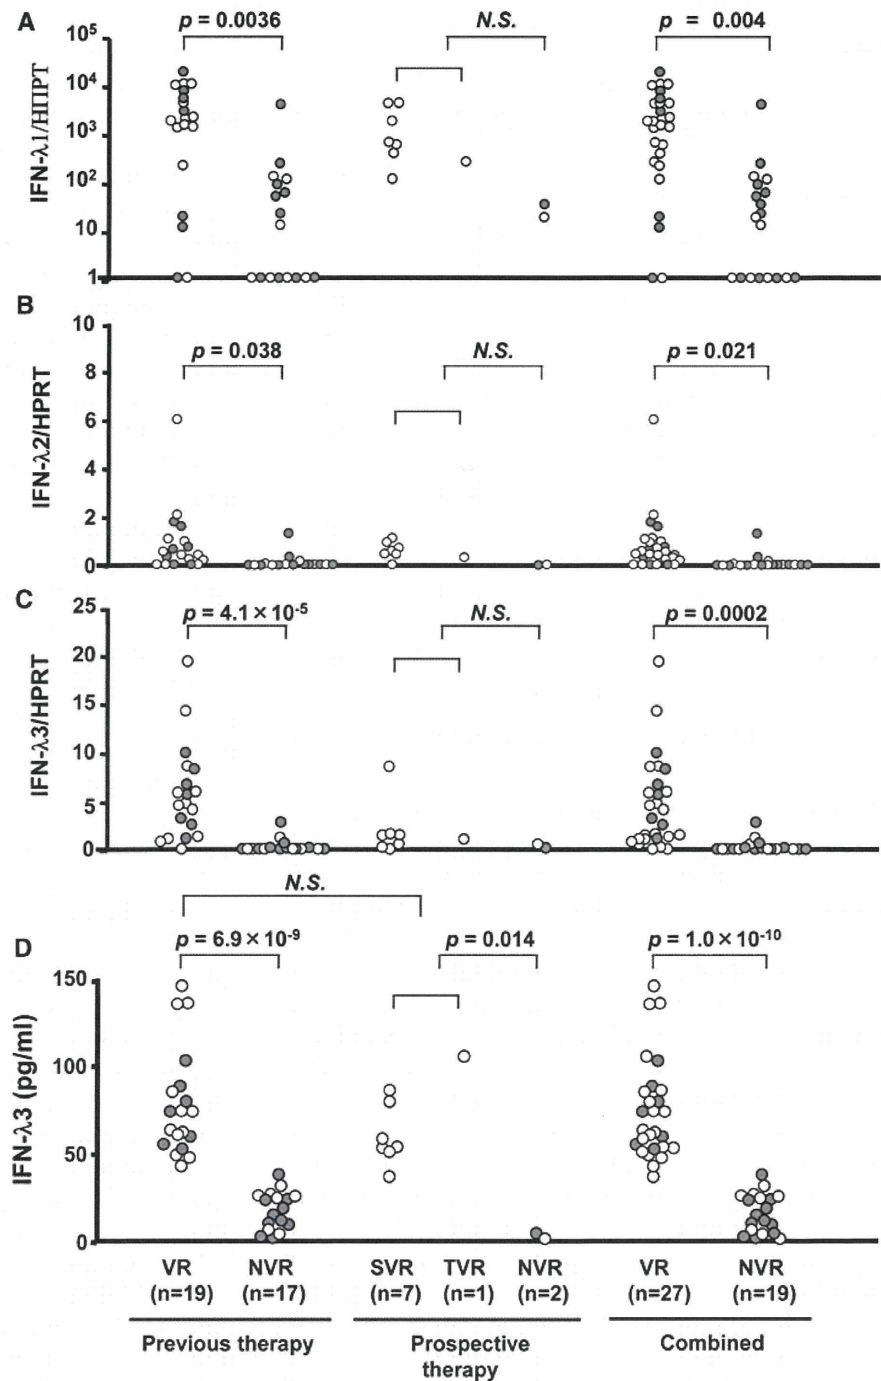 A
p = 0.0036
N.S.
p = 0.004
IFN-λ1/HПPT
10⁵
10⁴
10³
10²
10
1
B
p = 0.038
N.S.
p = 0.021
IFN-λ2/HPRT
10
8
6
4
2
0
C
p = 4.1 × 10⁻⁵
N.S.
p = 0.0002
IFN-λ3/HPRT
25
20
15
10
5
0
N.S.
D
p = 6.9 × 10⁻⁹
p = 0.014
p = 1.0 × 10⁻¹⁰
IFN-λ3 (pg/ml)
150
100
50
0
VR NVR SVR TVR NVR VR NVR
(n=19) (n=17) (n=7) (n=1) (n=2) (n=27) (n=19)
Previous therapy Prospective Combined
therapy